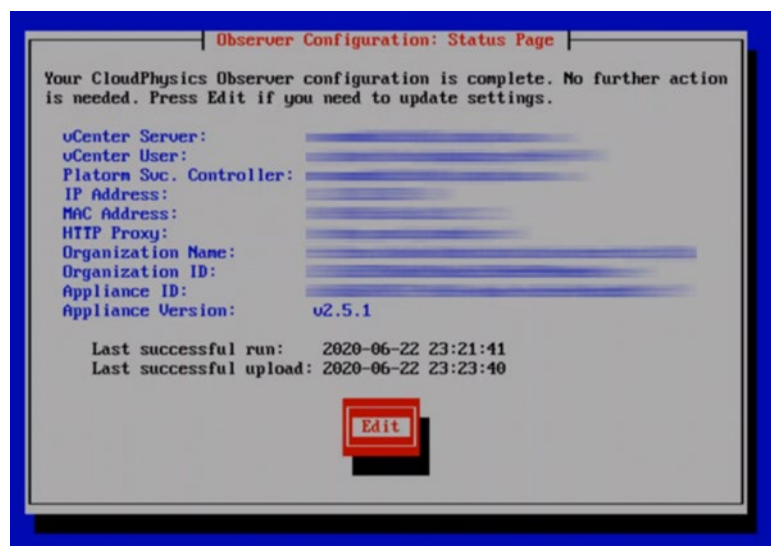 Observer Configuration: Status Page
Your CloudPhysics Observer configuration is complete. No further action
is needed. Press Edit if you need to update settings.
vCenter Server:
vCenter User:
Platorm Svc. Controller:
IP Address:
MAC Address:
HTTP Proxy:
Organization Name:
Organization ID:
Appliance ID:
Appliance Version: v2.5.1
Last successful run: 2020-06-22 23:21:41
Last successful upload: 2020-06-22 23:23:40
Edit